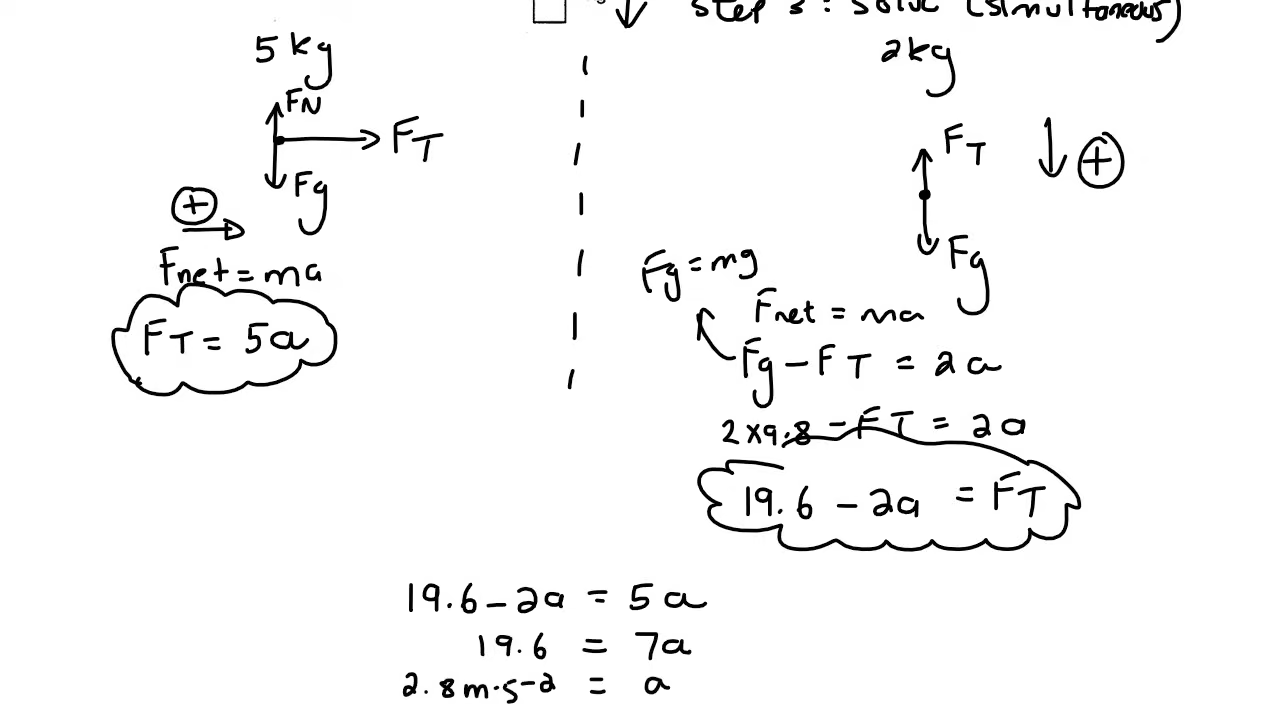 step 3 : solve (simultaneous)
5 kg
FN
FT
Fg
+
Fnet = ma
FT = 5a
2kg
FT
+
Fg
Fg = mg
Fnet = ma
Fg - FT = 2a
2 x 9.8 - FT = 2a
19.6 - 2a = FT
19.6 - 2a = 5a
19.6 = 7a
2.8 m·s-2 = a